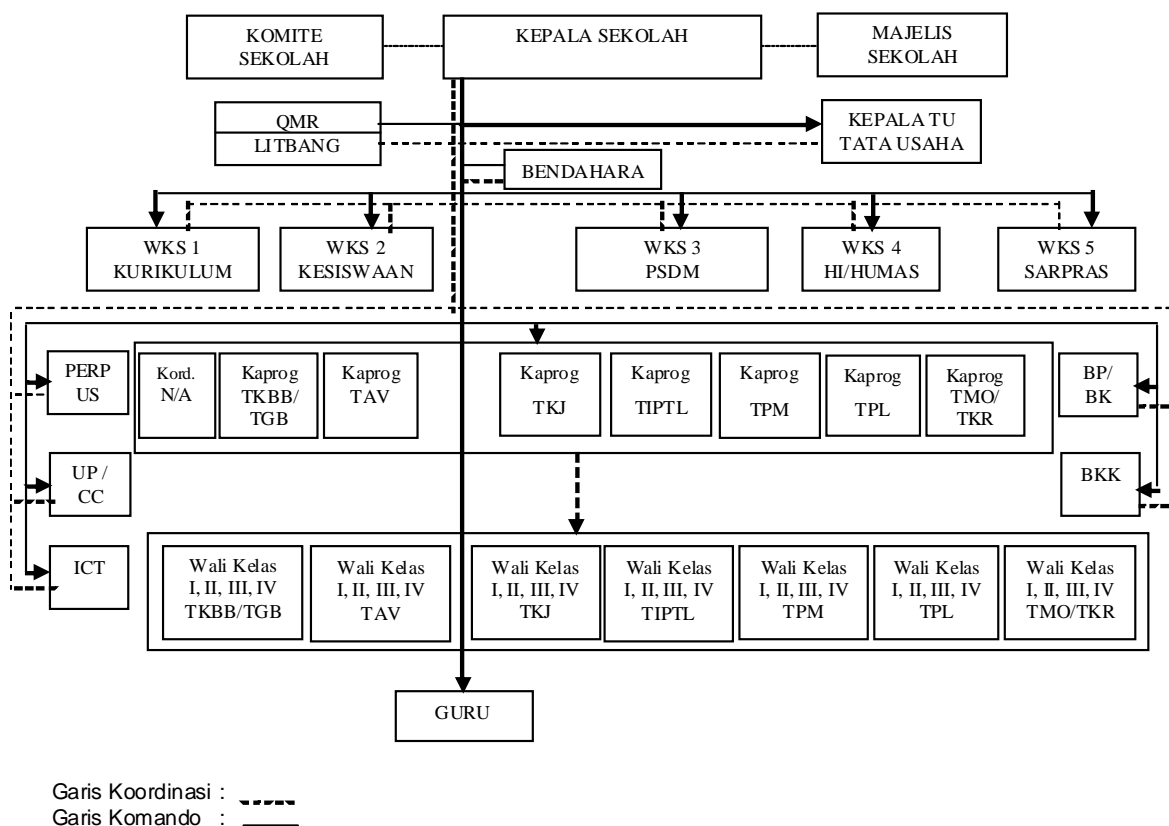 KOMITE
SEKOLAH
KEPALA SEKOLAH
MAJELIS
SEKOLAH
QMR
LITBANG
KEPALA TU
TATA USAHA
BENDAHARA
WKS 1
KURIKULUM
WKS 2
KESISWAAN
WKS 3
PSDM
WKS 4
HI/HUMAS
WKS 5
SARPRAS
PERP
US
Kord.
N/A
Kaprog
TKBB/
TGB
Kaprog
TAV
Kaprog
TKJ
Kaprog
TIPTL
Kaprog
TPM
Kaprog
TPL
Kaprog
TMO/
TKR
BP/
BK
UP /
CC
BKK
ICT
Wali Kelas
I, II, III, IV
TKBB/TGB
Wali Kelas
I, II, III, IV
TAV
Wali Kelas
I, II, III, IV
TKJ
Wali Kelas
I, II, III, IV
TIPTL
Wali Kelas
I, II, III, IV
TPM
Wali Kelas
I, II, III, IV
TPL
Wali Kelas
I, II, III, IV
TMO/TKR
GURU
Garis Koordinasi :
Garis Komando :